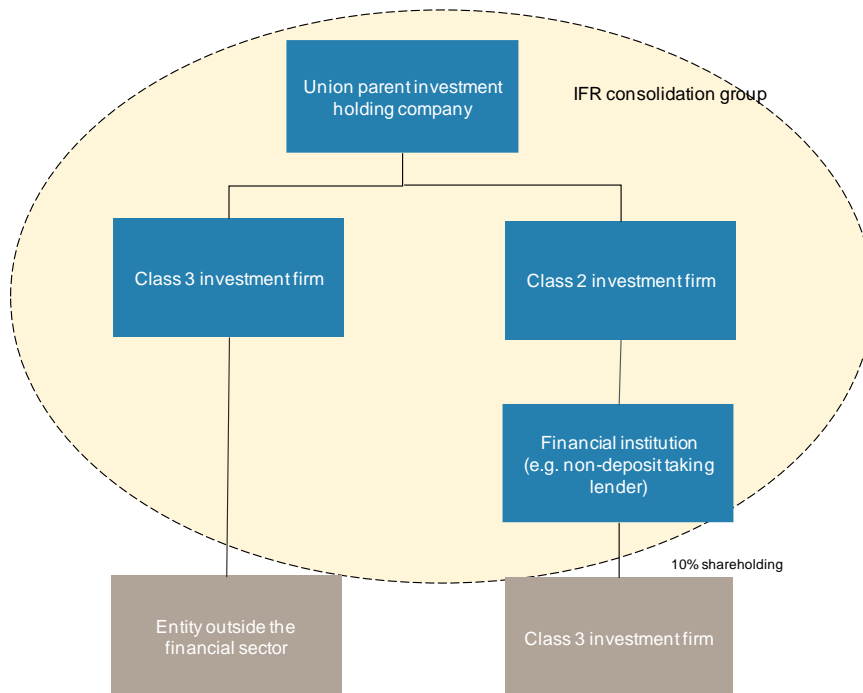 Union parent investment
holding company
IFR consolidation group
Class 3 investment firm
Class 2 investment firm
Financial institution
(e.g. non-deposit taking
lender)
10% shareholding
Entity outside the
financial sector
Class 3 investment firm